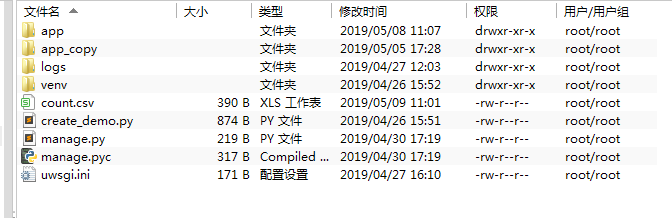 文件名 大小 类型 修改时间 权限 用户/用户组
app 文件夹 2019/05/08 11:07 drwxr-xr-x root/root
app_copy 文件夹 2019/05/05 17:28 drwxr-xr-x root/root
logs 文件夹 2019/04/27 12:03 drwxr-xr-x root/root
venv 文件夹 2019/04/26 15:52 drwxr-xr-x root/root
count.csv 390 B XLS 工作表 2019/05/09 11:01 -rw-r--r-- root/root
create_demo.py 874 B PY 文件 2019/04/26 15:51 -rw-r--r-- root/root
manage.py 219 B PY 文件 2019/04/30 17:19 -rw-r--r-- root/root
manage.pyc 317 B Compiled ... 2019/04/30 17:19 -rw-r--r-- root/root
uwsgi.ini 171 B 配置设置 2019/04/27 16:10 -rw-r--r-- root/root